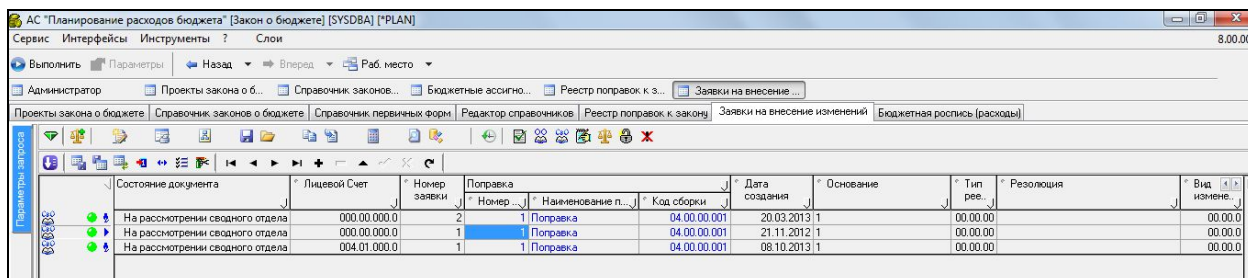 АС "Планирование расходов бюджета" [Закон о бюджете] [SYSDBA] [*PLAN]
Сервис Интерфейсы Инструменты ? Слои 8.00.00
Выполнить Параметры Назад Вперед Раб. место
Администратор Проекты закона о б... Справочник законов... Бюджетные ассигно... Реестр поправок к з... Заявки на внесение ...
Проекты закона о бюджете Справочник законов о бюджете Справочник первичных форм Редактор справочников Реестр поправок к закону Заявки на внесение изменений Бюджетная роспись (расходы)
Параметры запроса
Состояние документа Лицевой Счет Номер заявки Поправка Дата создания Основание Тип рее... Резолюция Вид измене...
Номер ... Наименование п... Код сборки
На рассмотрении сводного отдела 000.00.000.0 2 1 Поправка 04.00.00.001 20.03.2013 1 00.00.00 00.00.0
На рассмотрении сводного отдела 000.00.000.0 1 1 Поправка 04.00.00.001 21.11.2012 1 00.00.00 00.00.0
На рассмотрении сводного отдела 004.01.000.0 1 1 Поправка 04.00.00.001 08.10.2013 1 00.00.00 00.00.0